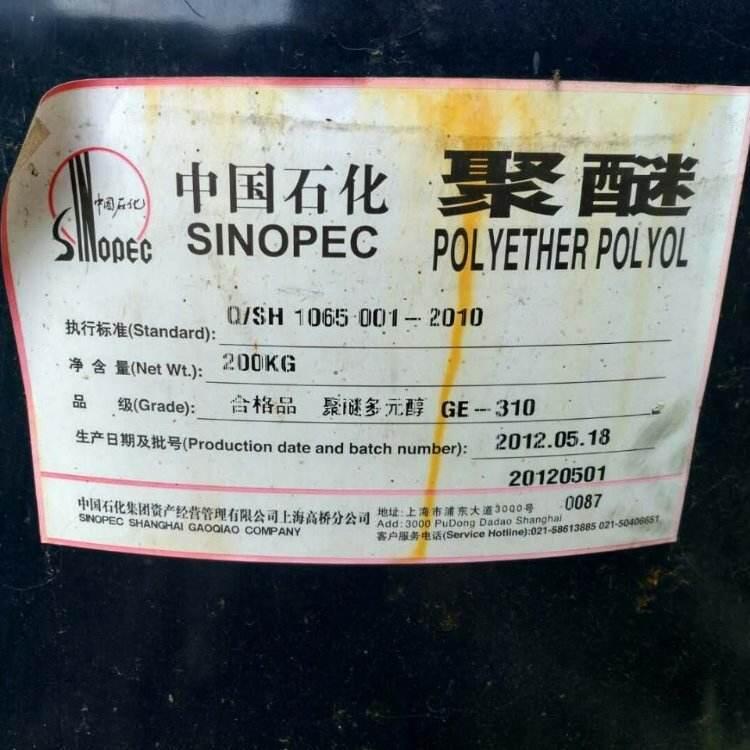 中国石化
SINOPEC
中国石化
SINOPEC
聚醚
POLYETHER POLYOL
执行标准(Standard): Q/SH 1065 001-2010
净含量(Net Wt.): 200KG
品级(Grade): 合格品 聚醚多元醇 GE-310
生产日期及批号(Production date and batch number): 2012.05.18
20120501
0087
中国石化集团资产经营管理有限公司上海高桥分公司
SINOPEC SHANGHAI GAOQIAO COMPANY
地址:上海市浦东大道3000号
Add:3000 PuDong Dadao Shanghai
客户服务电话(Service Hotline):021-58613885 021-50406651